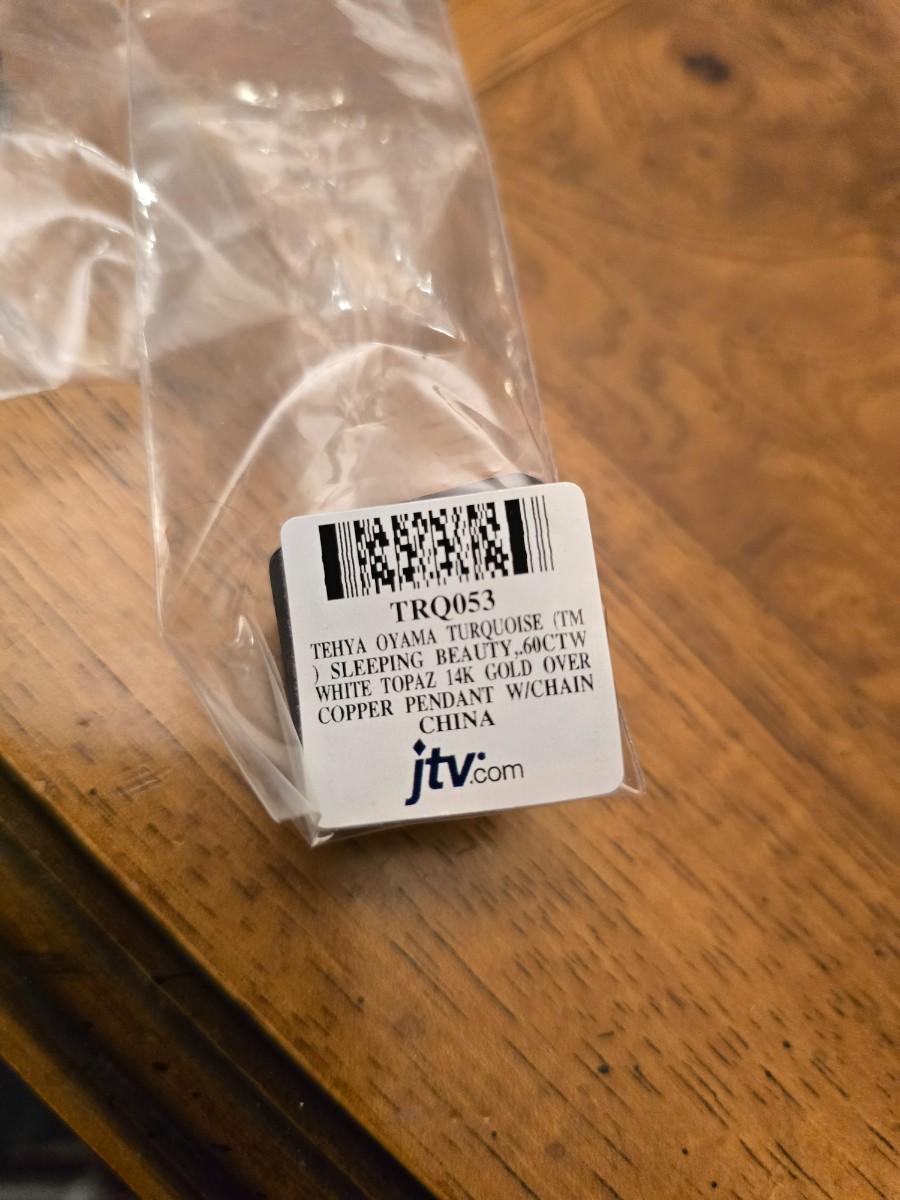 TRQ053
TEHYA OYAMA TURQUOISE (TM
) SLEEPING BEAUTY,.60CTW
WHITE TOPAZ 14K GOLD OVER
COPPER PENDANT W/CHAIN
CHINA
jtv.com